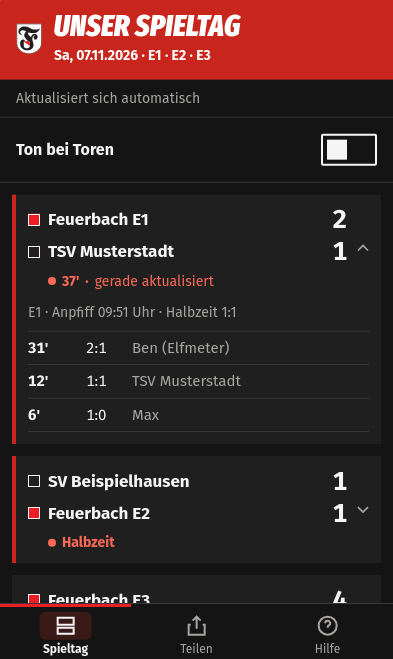 UNSER SPIELTAG
Sa, 07.11.2026 · E1 · E2 · E3
Aktualisiert sich automatisch
Ton bei Toren
Feuerbach E1 2
TSV Musterstadt 1
37' · gerade aktualisiert
E1 · Anpfiff 09:51 Uhr · Halbzeit 1:1
31' 2:1 Ben (Elfmeter)
12' 1:1 TSV Musterstadt
6' 1:0 Max
SV Beispielhausen 1
Feuerbach E2 1
Halbzeit
Feuerbach E3 4
Spieltag Teilen Hilfe